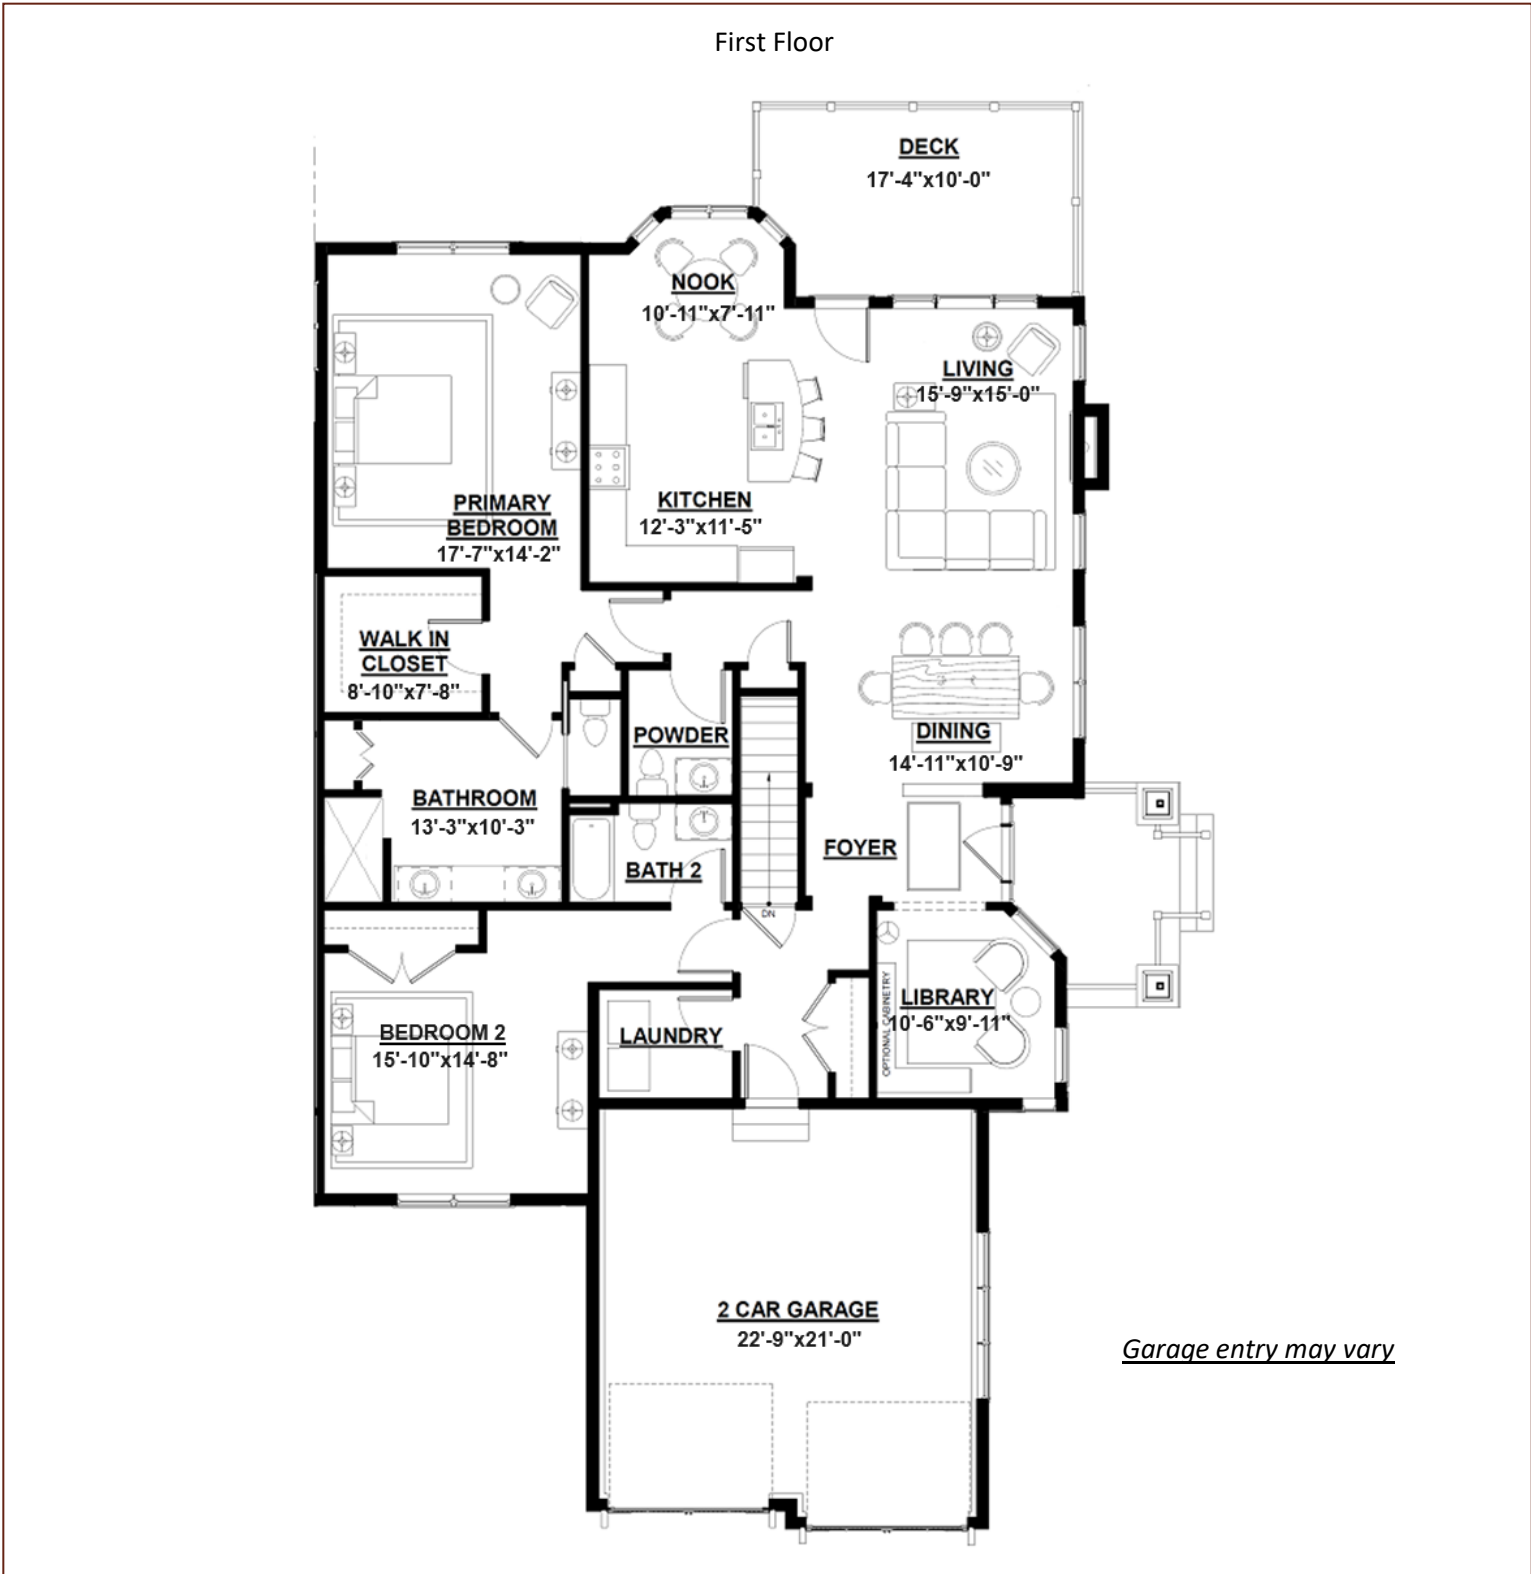 First Floor
DECK
17'-4"x10'-0"
NOOK
10'-11"x7'-11"
LIVING
15'-9"x15'-0"
KITCHEN
12'-3"x11'-5"
PRIMARY
BEDROOM
17'-7"x14'-2"
WALK IN
CLOSET
8'-10"x7'-8"
POWDER
DINING
14'-11"x10'-9"
BATHROOM
13'-3"x10'-3"
FOYER
BATH 2
DN
OPTIONAL CABINETRY
LIBRARY
10'-6"x9'-11"
LAUNDRY
BEDROOM 2
15'-10"x14'-8"
2 CAR GARAGE
22'-9"x21'-0"
Garage entry may vary